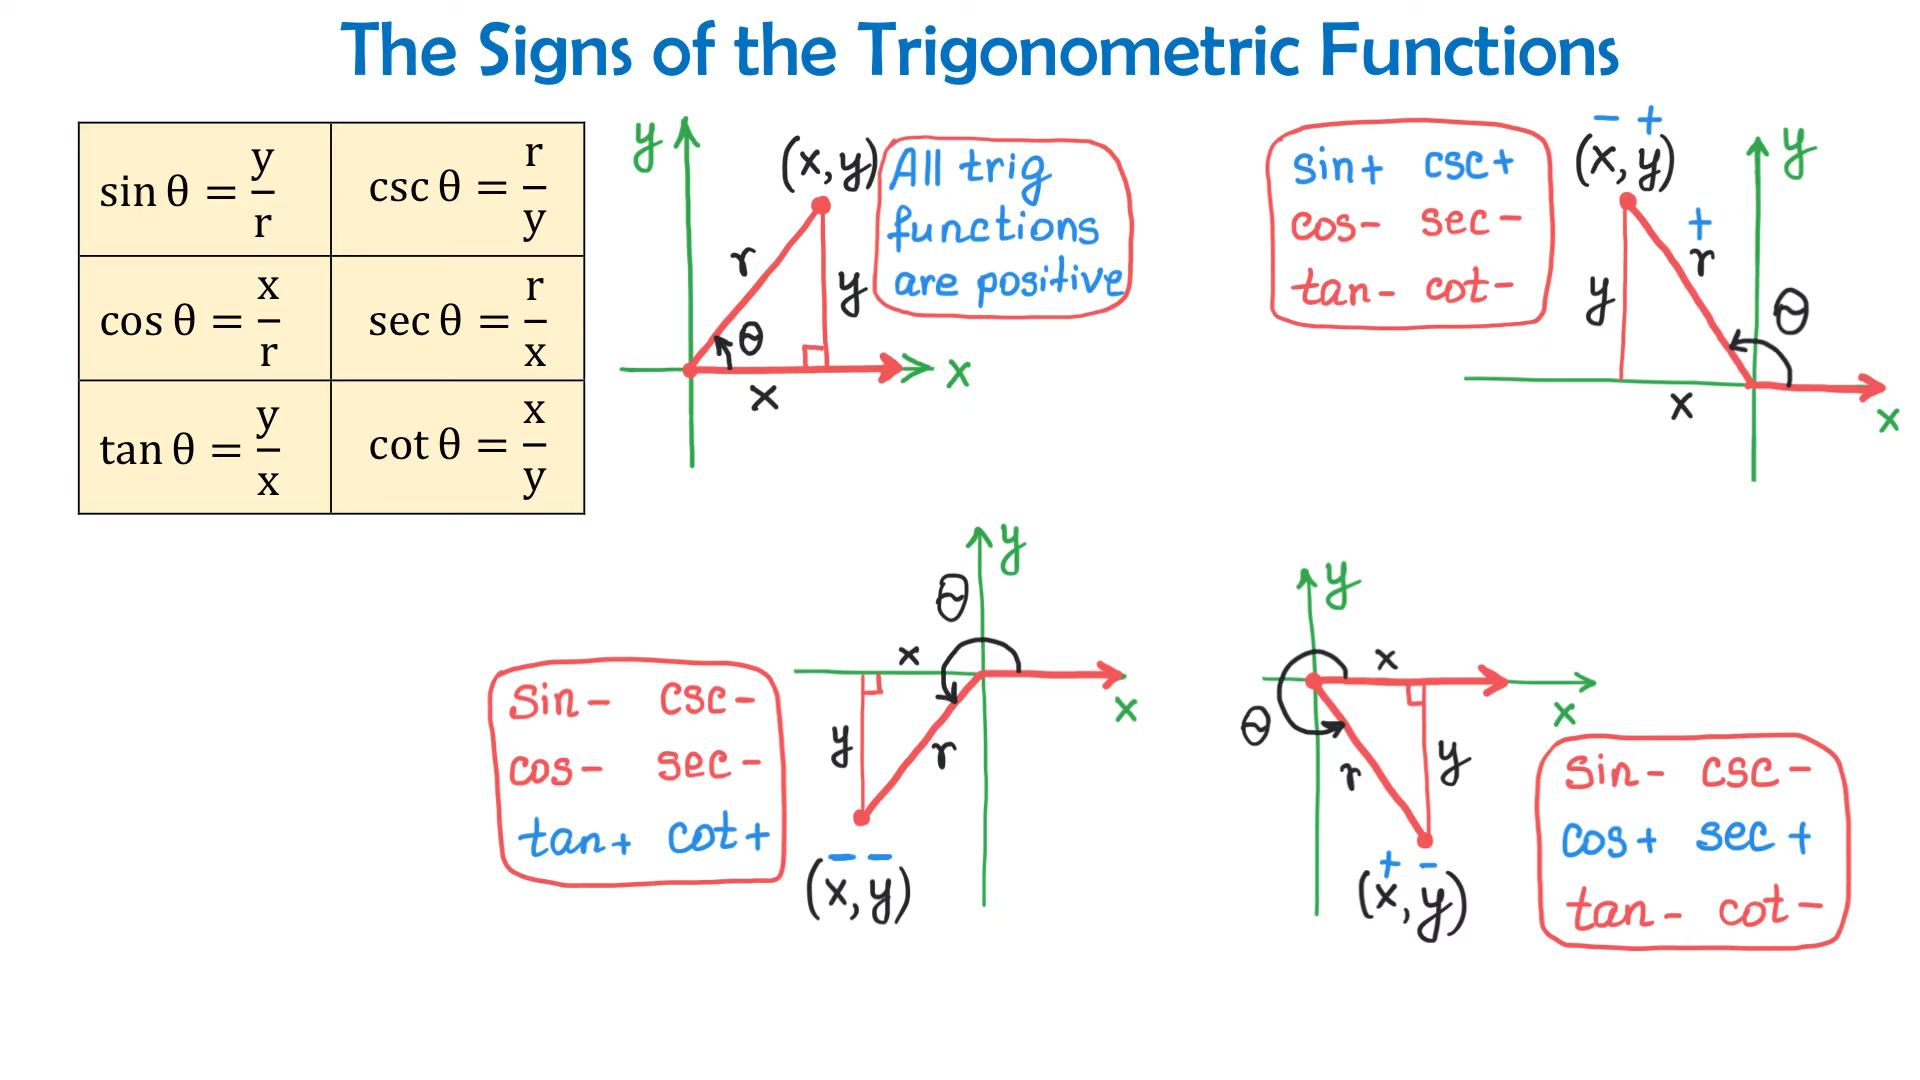 The Signs of the Trigonometric Functions
sin θ = y/r
csc θ = r/y
cos θ = x/r
sec θ = r/x
tan θ = y/x
cot θ = x/y
y
(x, y)
All trig
functions
are positive
r
y
θ
x
x
sin+ csc+
cos- sec-
tan- cot-
- +
(x, y)
y
+
r
y
θ
x
x
y
θ
x
x
y
r
- -
(x, y)
sin- csc-
cos- sec-
tan+ cot+
y
x
x
θ
r
y
+ -
(x, y)
sin- csc-
cos+ sec+
tan- cot-